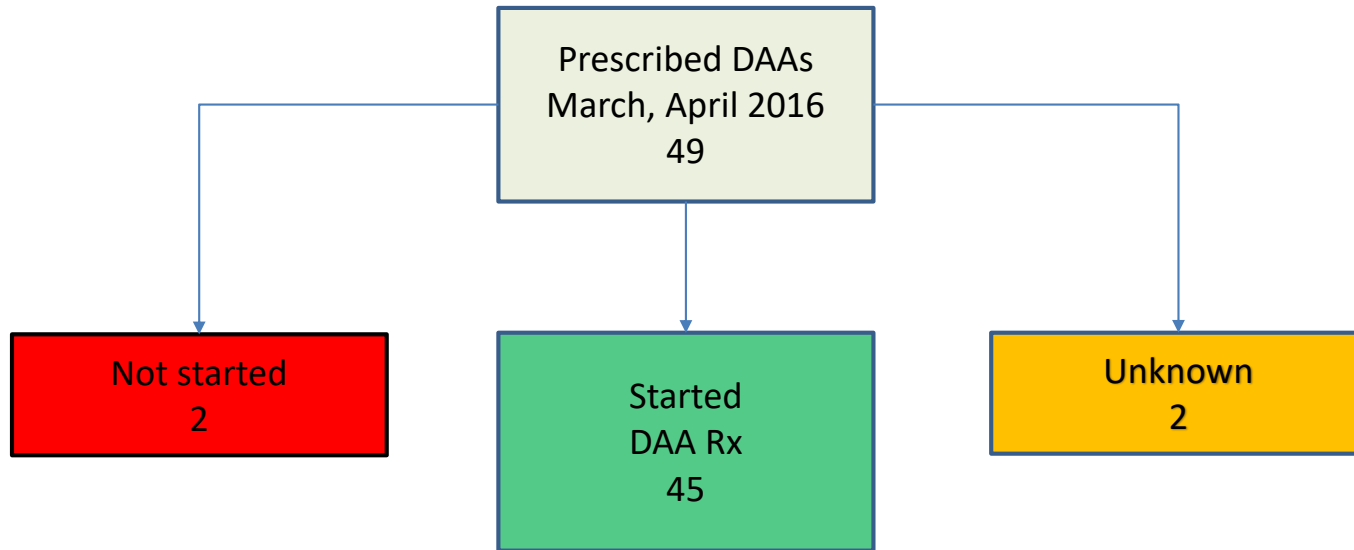 Prescribed DAAs
March, April 2016
49
Not started
2
Started
DAA Rx
45
Unknown
2